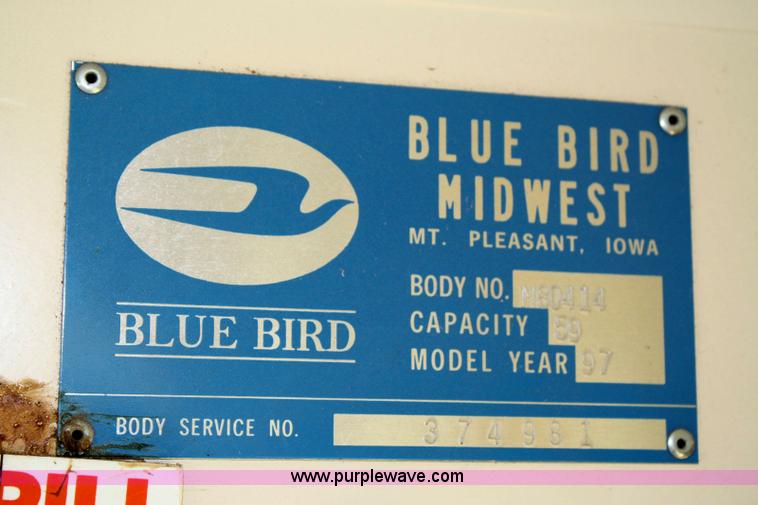 BLUE BIRD
MIDWEST
MT. PLEASANT, IOWA
BODY NO.
CAPACITY 59
MODEL YEAR 97
BLUE BIRD
BODY SERVICE NO. 374981
www.purplewave.com